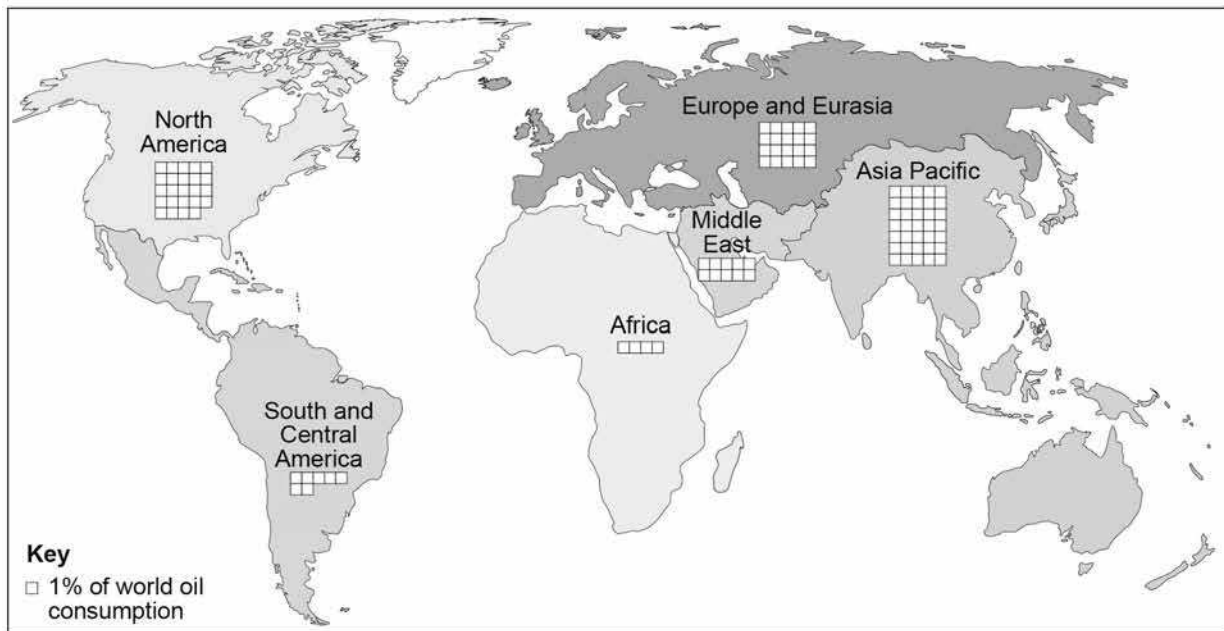 North
America
Europe and Eurasia
Asia Pacific
Middle
East
Africa
South and
Central
America
Key
1% of world oil
consumption